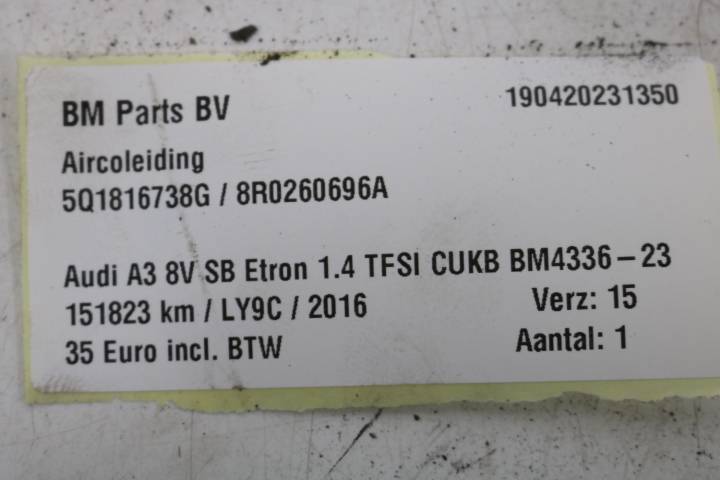 BM Parts BV 190420231350
Aircoleiding
5Q1816738G / 8R0260696A
Audi A3 8V SB Etron 1.4 TFSI CUKB BM4336-23
151823 km / LY9C / 2016 Verz: 15
35 Euro incl. BTW Aantal: 1